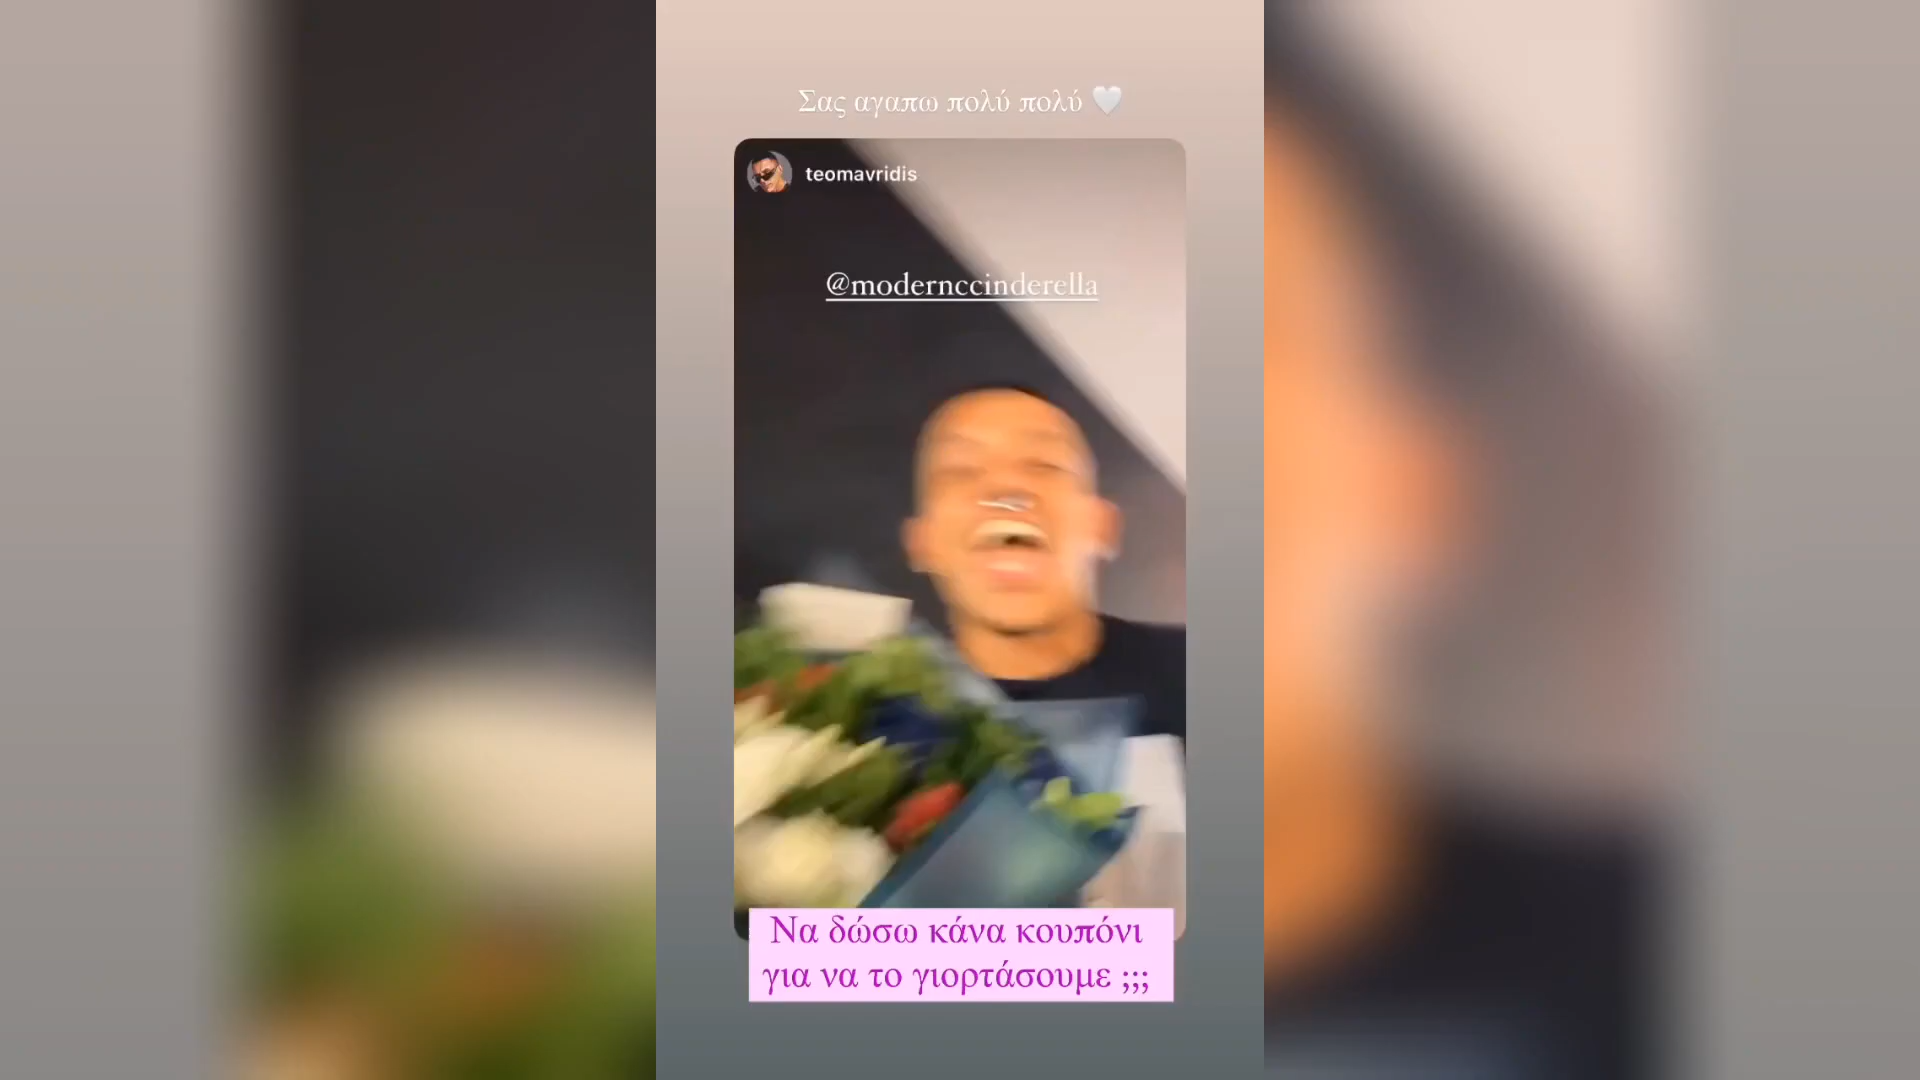 Σας αγαπω πολύ πολύ 🤍
teomavridis
@modernccinderella
Να δώσω κάνα κουπόνι
για να το γιορτάσουμε ;;;